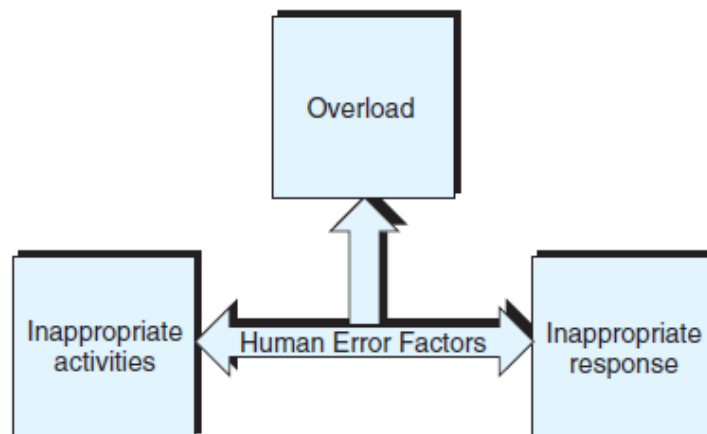 Overload
Inappropriate
activities
Human Error Factors
Inappropriate
response